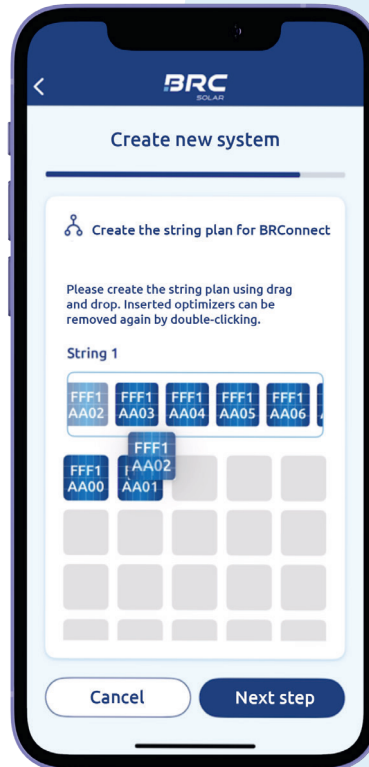 BRC
SOLAR
Create new system
Create the string plan for BRConnect
Please create the string plan using drag
and drop. Inserted optimizers can be
removed again by double-clicking.
String 1
FFF1 FFF1 FFF1 FFF1 FFF1
AA02 AA03 AA04 AA05 AA06
FFF1
AA02
FFF1
AA00 AA01
Cancel Next step